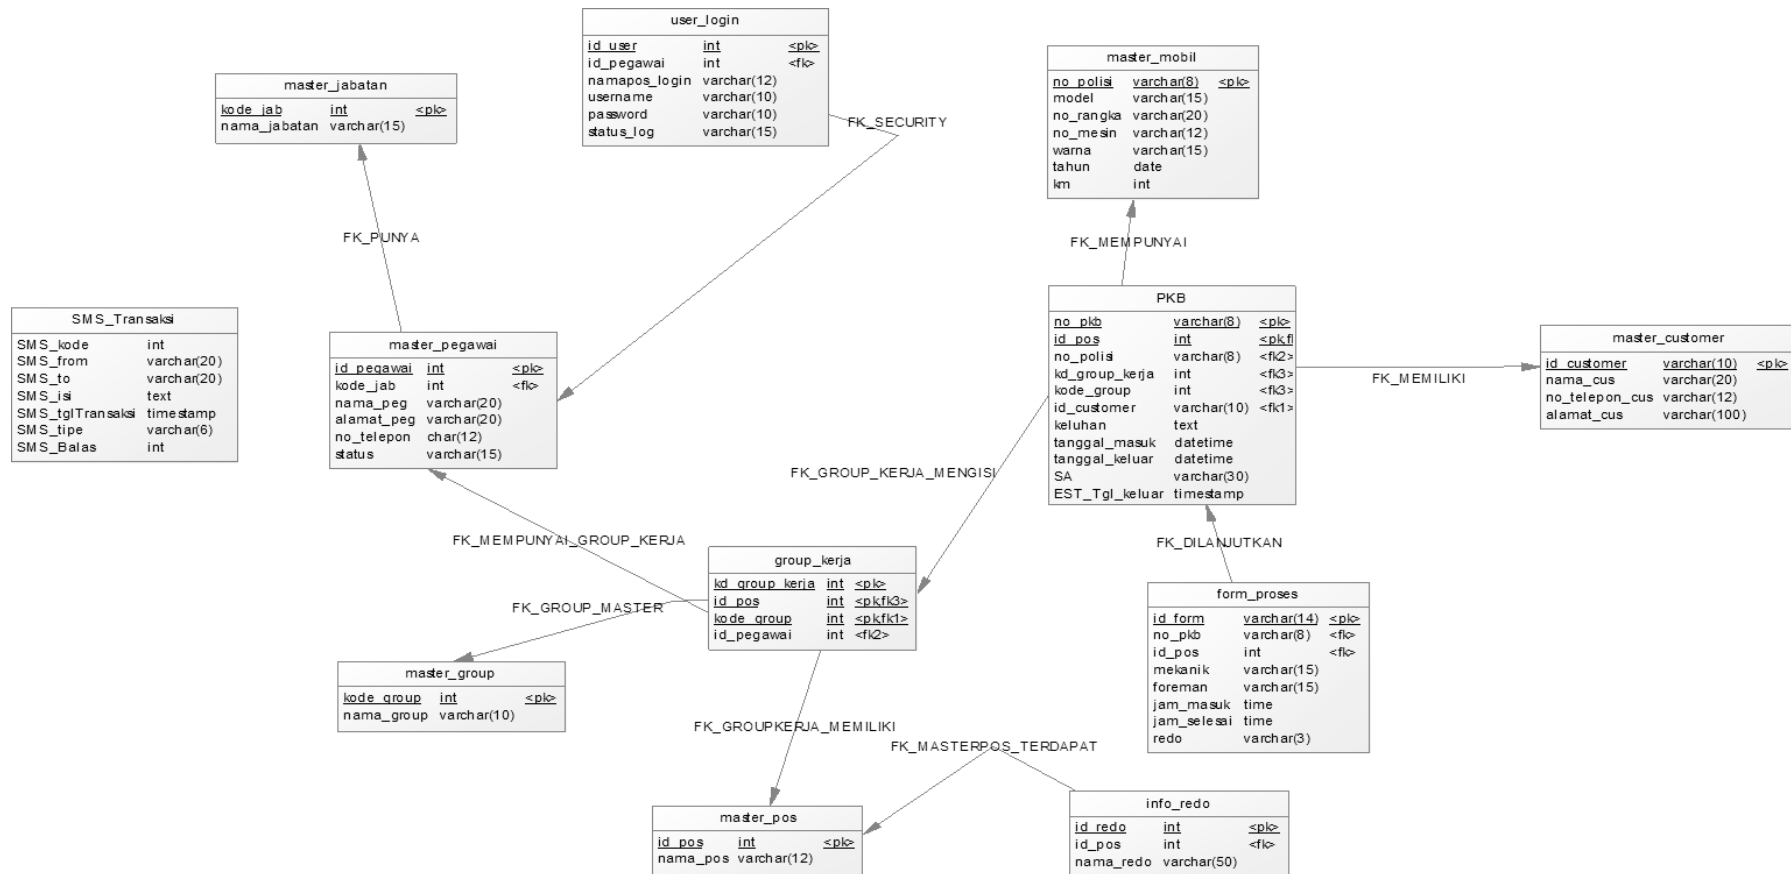 user_login
id_user int <pk>
id_pegawai int <fk>
namapos_login varchar(12)
username varchar(10)
password varchar(10)
status_log varchar(15)
master_jabatan
kode_jab int <pk>
nama_jabatan varchar(15)
FK_SECURITY
master_mobil
no_polisi varchar(8) <pk>
model varchar(15)
no_rangka varchar(20)
no_mesin varchar(12)
warna varchar(15)
tahun date
km int
FK_PUNYA
FK_MEMPUNYAI
SMS_Transaksi
SMS_kode int
SMS_from varchar(20)
SMS_to varchar(20)
SMS_isi text
SMS_tglTransaksi timestamp
SMS_tipe varchar(6)
SMS_Balas int
master_pegawai
id_pegawai int <pk>
kode_jab int <fk>
nama_peg varchar(20)
alamat_peg varchar(20)
no_telepon char(12)
status varchar(15)
PKB
no_pkb varchar(8) <pk>
id_pos int <pk,fl
no_polisi varchar(8) <fk2>
kd_group_kerja int <fk3>
kode_group int <fk3>
id_customer varchar(10) <fk1>
keluhan text
tanggal_masuk datetime
tanggal_keluar datetime
SA varchar(30)
EST_Tgl_keluar timestamp
FK_MEMILIKI
master_customer
id_customer varchar(10) <pk>
nama_cus varchar(20)
no_telepon_cus varchar(12)
alamat_cus varchar(100)
FK_GROUP_KERJA_MENGISI
FK_MEMPUNYAI_GROUP_KERJA
FK_DILANJUTKAN
group_kerja
kd_group_kerja int <pk>
id_pos int <pk,fk3>
kode_group int <pk,fk1>
id_pegawai int <fk2>
FK_GROUP_MASTER
form_proses
id_form varchar(14) <pk>
no_pkb varchar(8) <fk>
id_pos int <fk>
mekanik varchar(15)
foreman varchar(15)
jam_masuk time
jam_selesai time
redo varchar(3)
master_group
kode_group int <pk>
nama_group varchar(10)
FK_GROUPKERJA_MEMILIKI
FK_MASTERPOS_TERDAPAT
master_pos
id_pos int <pk>
nama_pos varchar(12)
info_redo
id_redo int <pk>
id_pos int <fk>
nama_redo varchar(50)